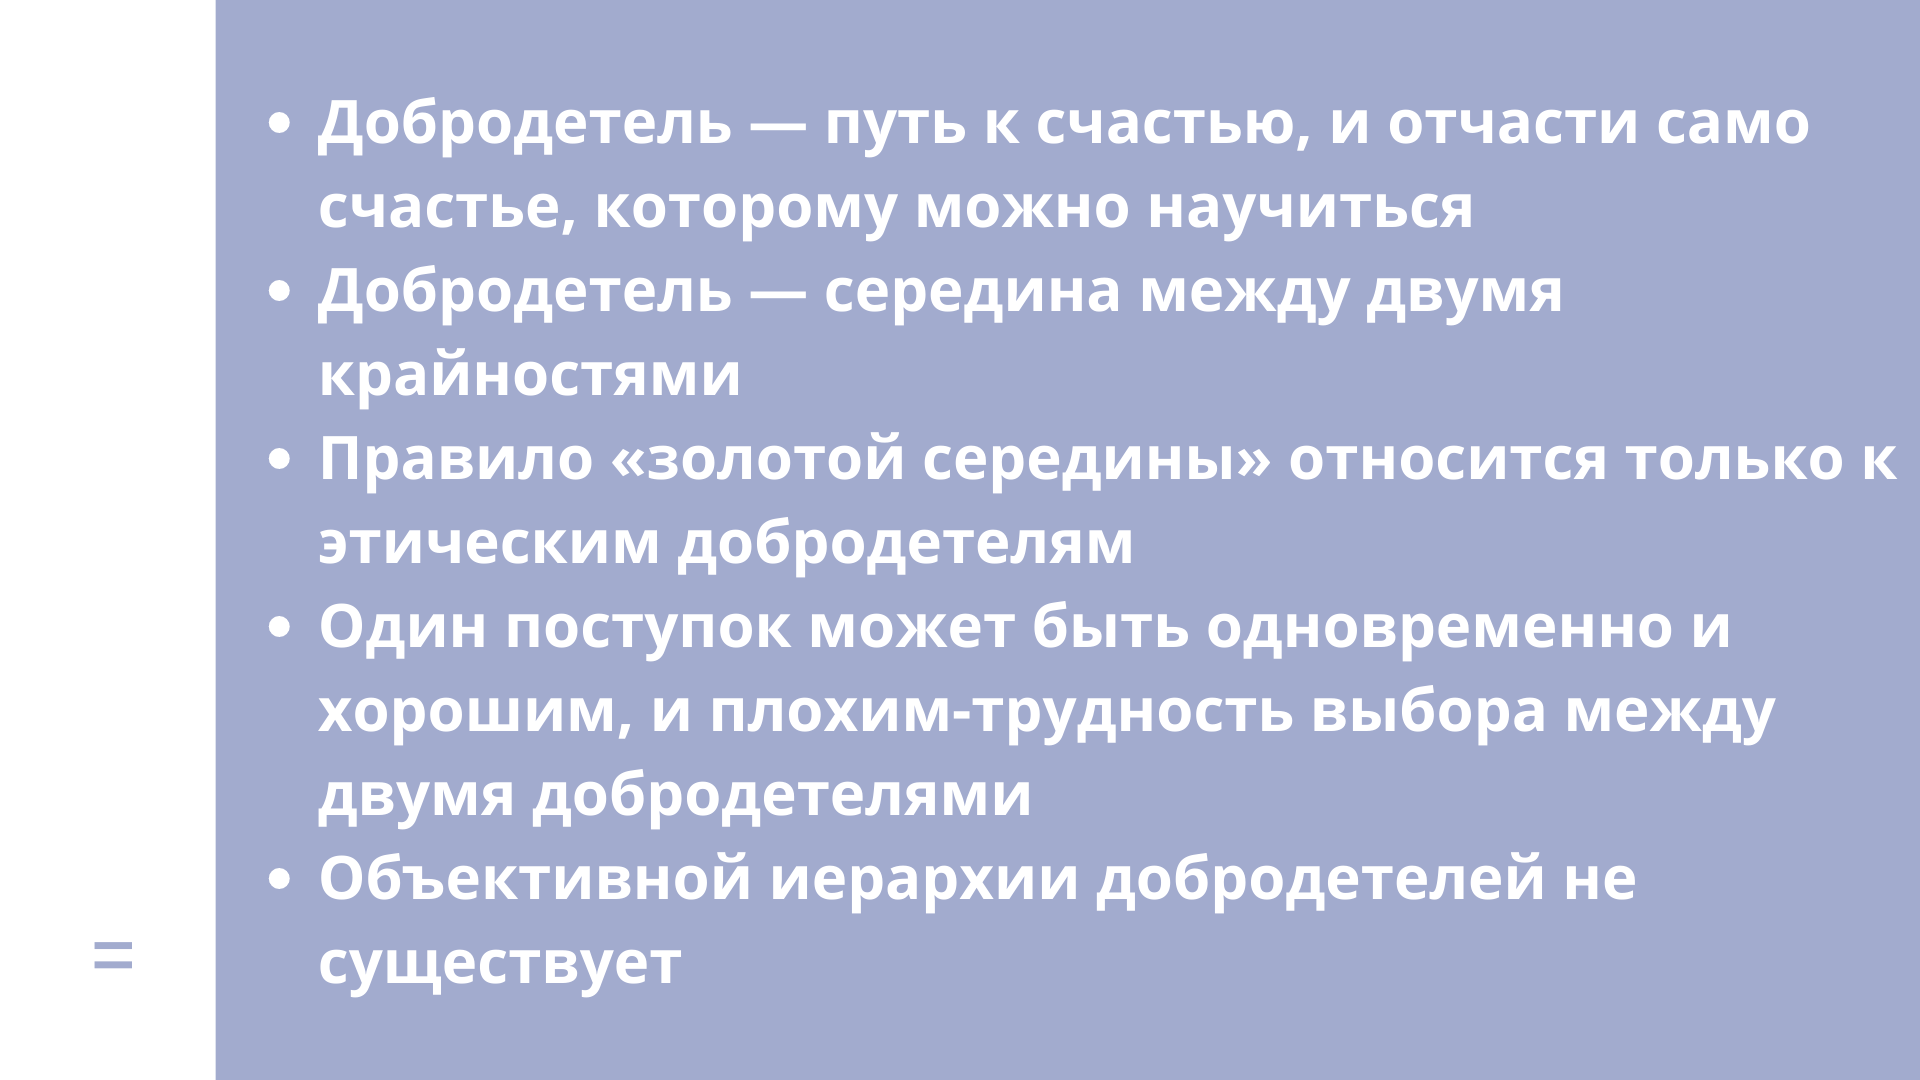 • Добродетель — путь к счастью, и отчасти само
счастье, которому можно научиться
• Добродетель — середина между двумя
крайностями
• Правило «золотой середины» относится только к
этическим добродетелям
• Один поступок может быть одновременно и
хорошим, и плохим-трудность выбора между
двумя добродетелями
• Объективной иерархии добродетелей не
существует
=